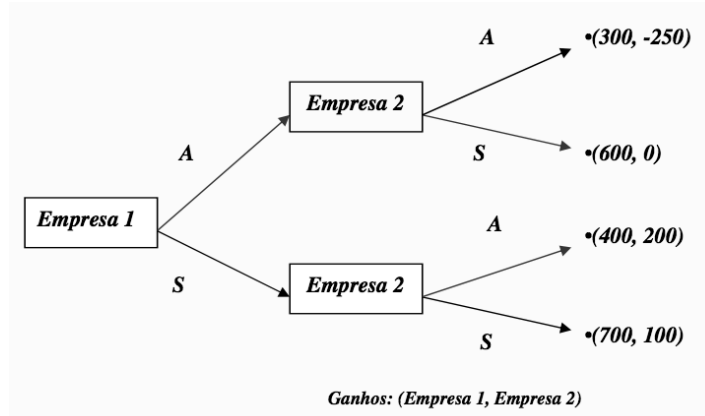 A
•(300, -250)
Empresa 2
A
S
•(600, 0)
Empresa 1
A
•(400, 200)
S
Empresa 2
S
•(700, 100)
Ganhos: (Empresa 1, Empresa 2)